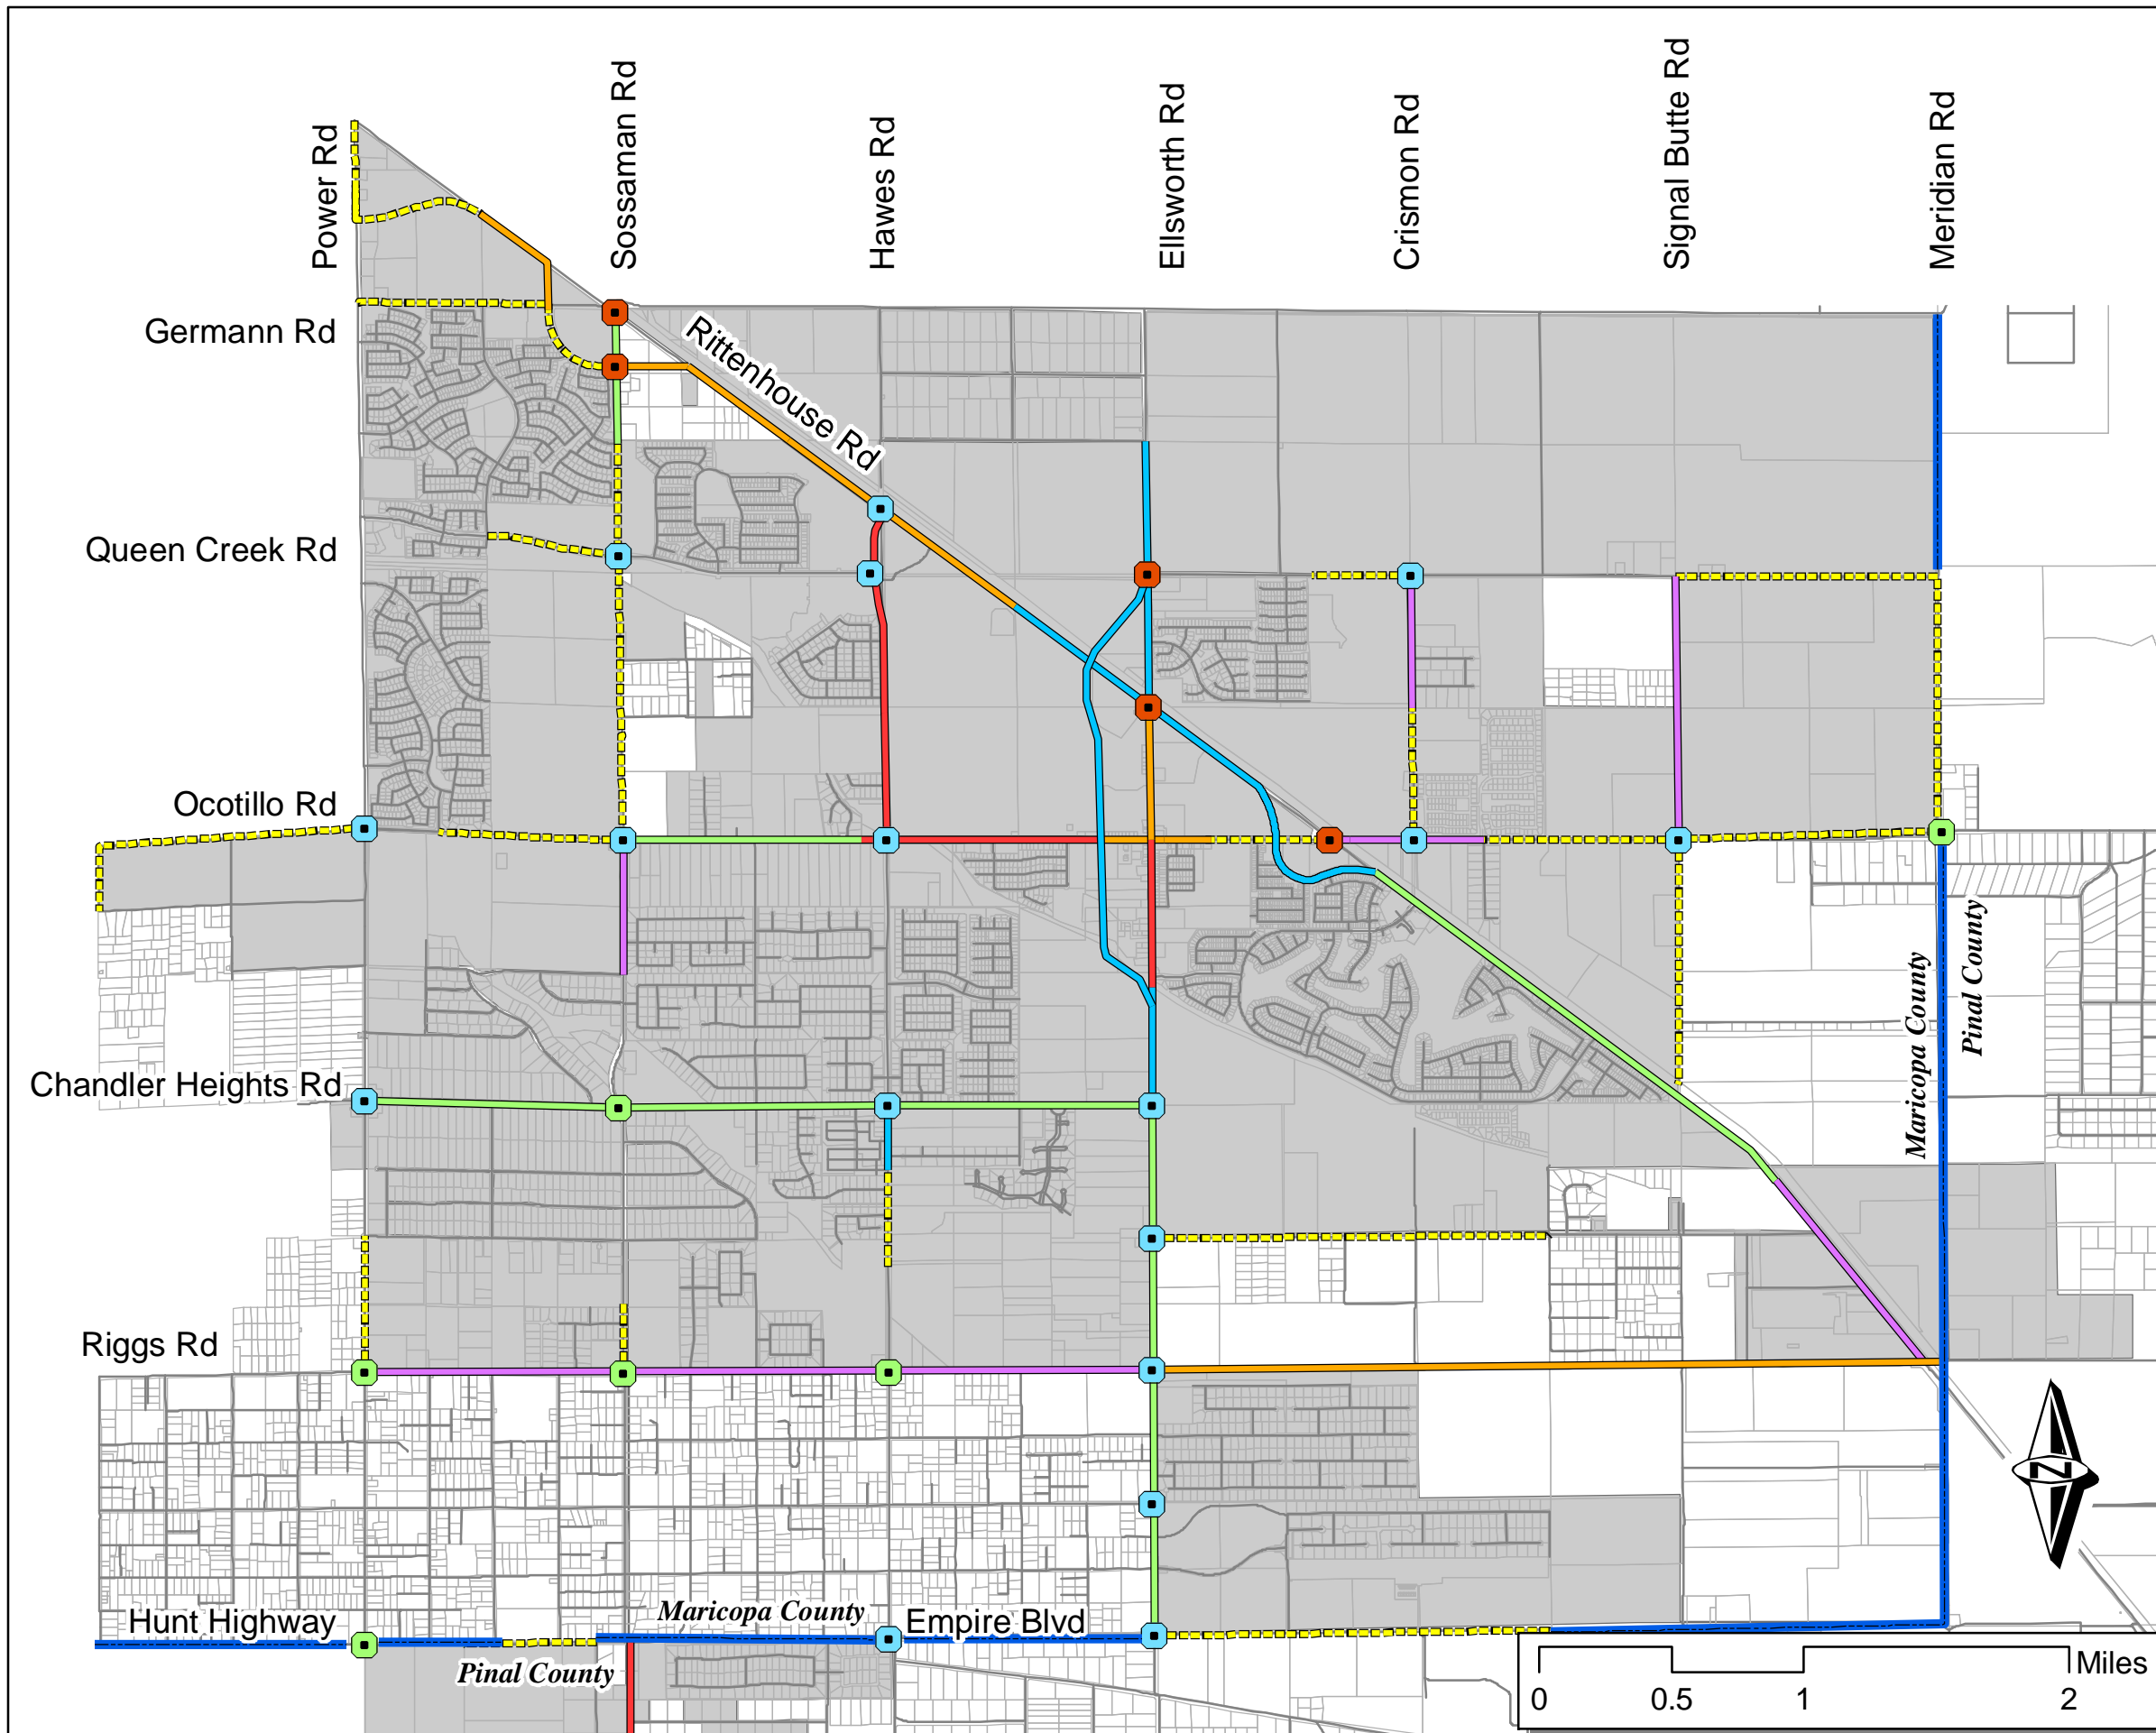 Power Rd
Sossaman Rd
Hawes Rd
Ellsworth Rd
Crismon Rd
Signal Butte Rd
Meridian Rd
Germann Rd
Rittenhouse Rd
Queen Creek Rd
Ocotillo Rd
Maricopa County
Pinal County
Chandler Heights Rd
Riggs Rd
N
Hunt Highway
Maricopa County
Empire Blvd
Pinal County
Miles
0 0.5 1 2